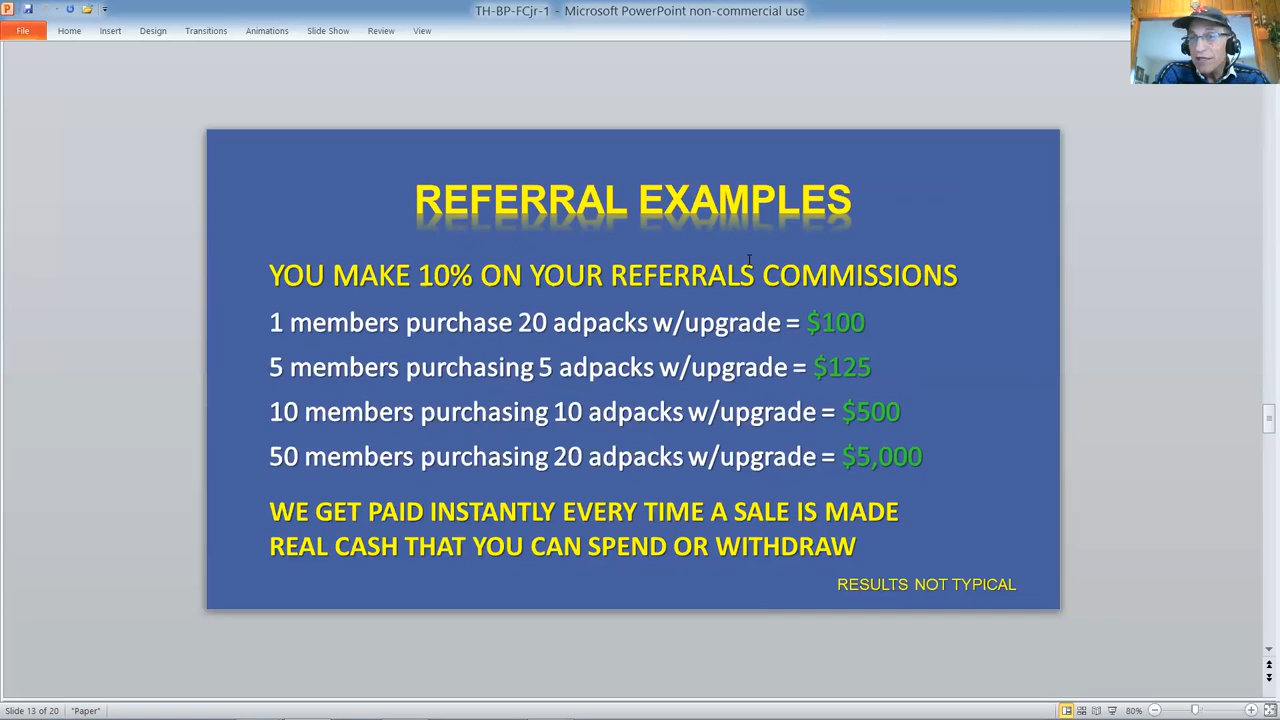 TH-BP-FCjr-1 - Microsoft PowerPoint non-commercial use
File Home Insert Design Transitions Animations Slide Show Review View
REFERRAL EXAMPLES
YOU MAKE 10% ON YOUR REFERRALS COMMISSIONS
1 members purchase 20 adpacks w/upgrade = $100
5 members purchasing 5 adpacks w/upgrade = $125
10 members purchasing 10 adpacks w/upgrade = $500
50 members purchasing 20 adpacks w/upgrade = $5,000
WE GET PAID INSTANTLY EVERY TIME A SALE IS MADE
REAL CASH THAT YOU CAN SPEND OR WITHDRAW
RESULTS NOT TYPICAL
Slide 13 of 20 "Paper" 80%